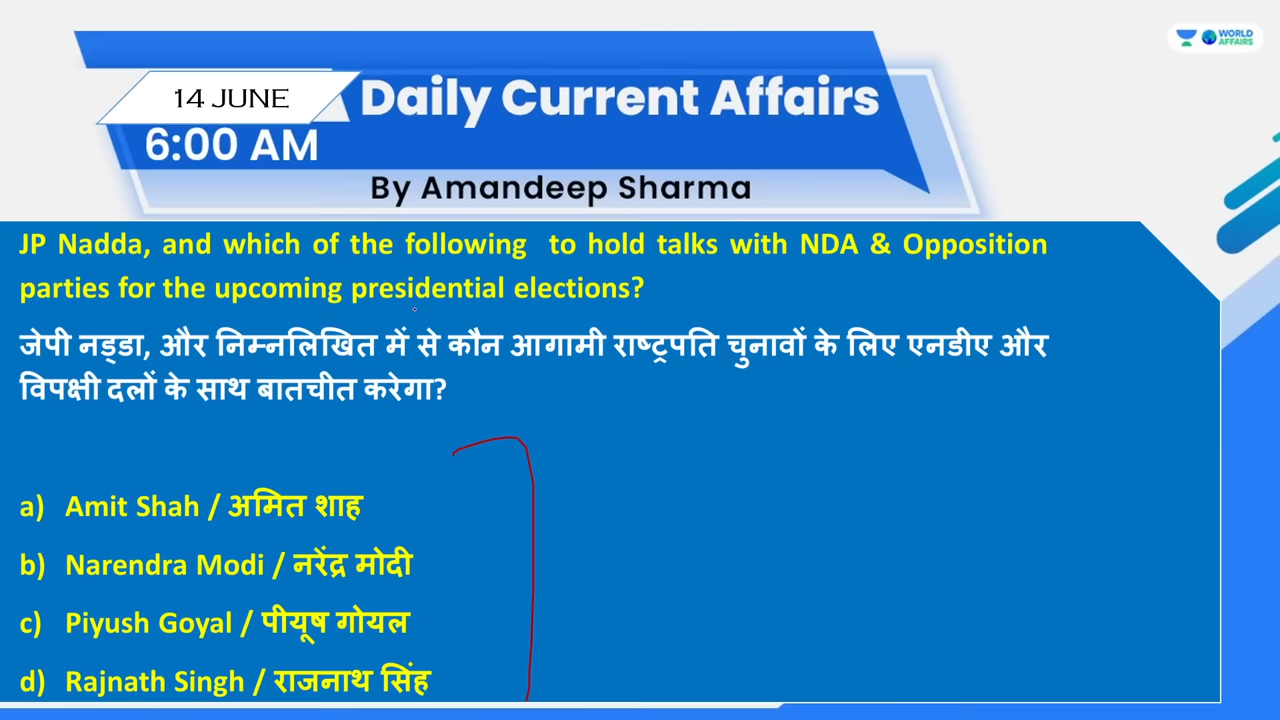 WORLD
AFFAIRS
14 JUNE
Daily Current Affairs
6:00 AM
By Amandeep Sharma
JP Nadda, and which of the following to hold talks with NDA & Opposition
parties for the upcoming presidential elections?
जेपी नड्डा, और निम्नलिखित में से कौन आगामी राष्ट्रपति चुनावों के लिए एनडीए और
विपक्षी दलों के साथ बातचीत करेगा?
a) Amit Shah / अमित शाह
b) Narendra Modi / नरेंद्र मोदी
c) Piyush Goyal / पीयूष गोयल
d) Rajnath Singh / राजनाथ सिंह